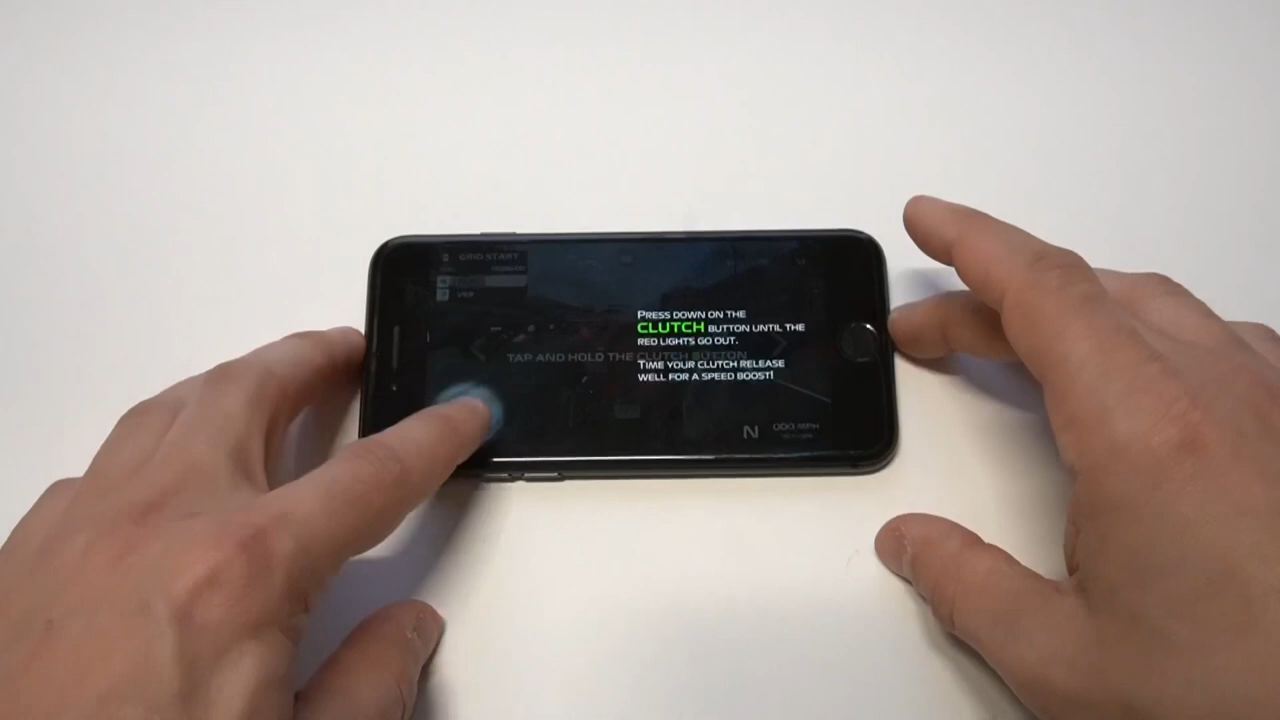 GRID START
PRESS DOWN ON THE
CLUTCH BUTTON UNTIL THE
RED LIGHTS GO OUT.
TAP AND HOLD THE CLUTCH BUTTON
TIME YOUR CLUTCH RELEASE
WELL FOR A SPEED BOOST!
N 000 MPH